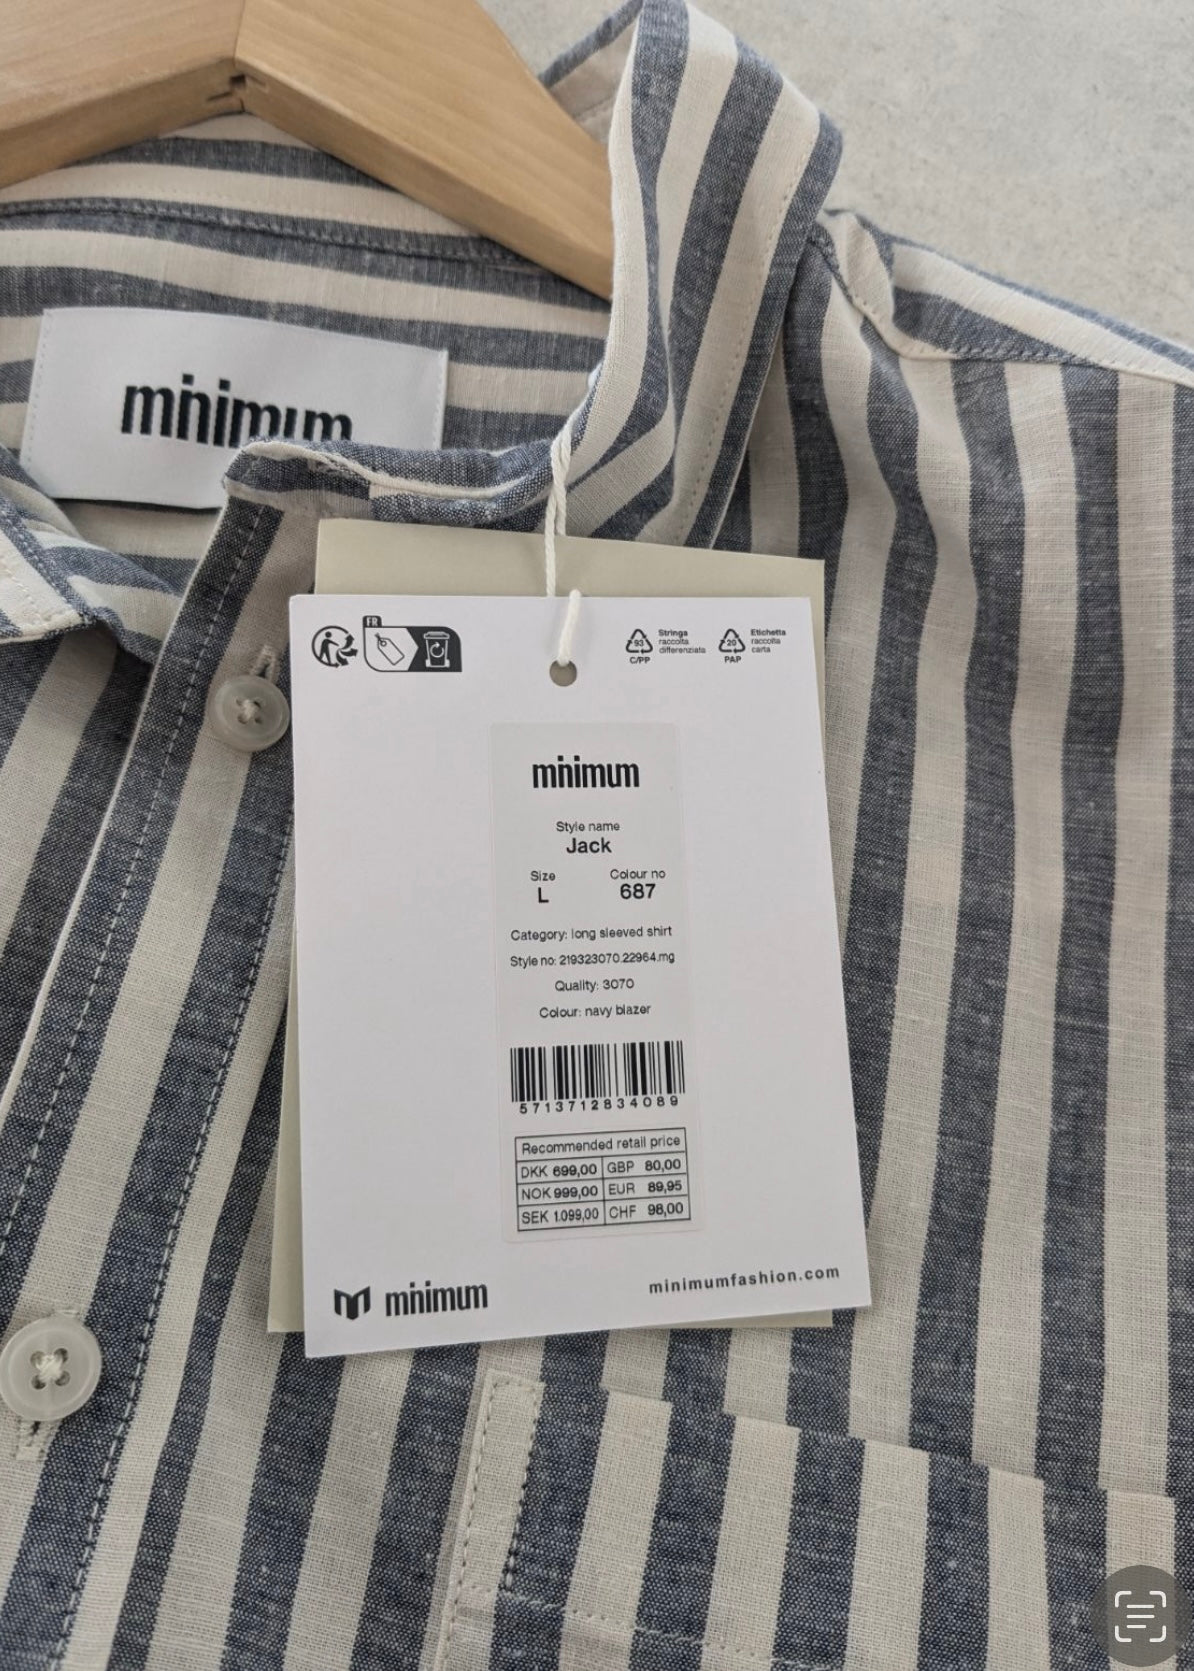 minimum
FR
93
C/PP
Stringa
raccolta
differenziata
20
PAP
Etichetta
raccolta
carta
minimum
Style name
Jack
Size
L
Colour no
687
Category: long sleeved shirt
Style no: 219323070.22964.mg
Quality: 3070
Colour: navy blazer
5713712834089
Recommended retail price
DKK 699,00 GBP 80,00
NOK 999,00 EUR 89,95
SEK 1.099,00 CHF 98,00
minimum
minimumfashion.com